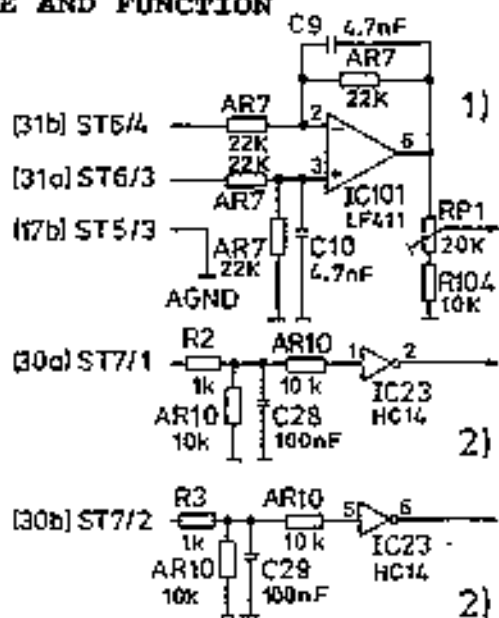 E AND FUNCTION
C9 4.7nF
AR7
22K
1)
AR7
[31b] ST6/4
2
22K
6
22K
3
[31a] ST6/3
AR7
IC101
LF411
RP1
20K
(17b) ST5/3
AR7
22K
C10
4.7nF
R104
10K
AGND
R2
AR10
1 2
(30a) ST7/1
1k
10k
IC23
HC14
AR10
10k
C28
100nF
2)
R3
AR10
5 6
[30b] ST7/2
1k
10k
IC23
HC14
AR10
10k
C29
100nF
2)